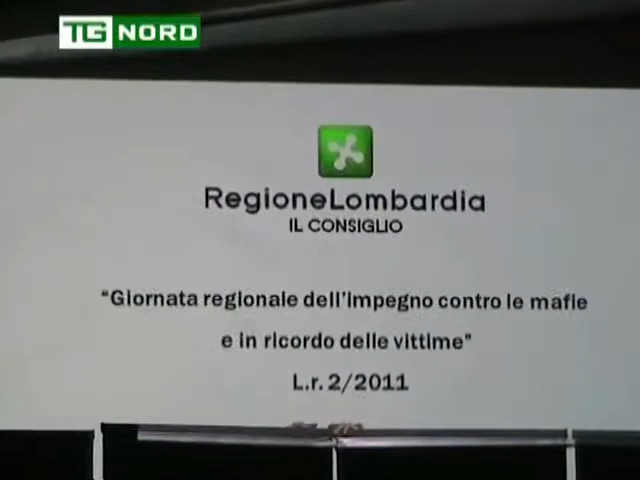 TG NORD
RegioneLombardia
IL CONSIGLIO
"Giornata regionale dell'impegno contro le mafie
e in ricordo delle vittime"
L.r. 2/2011